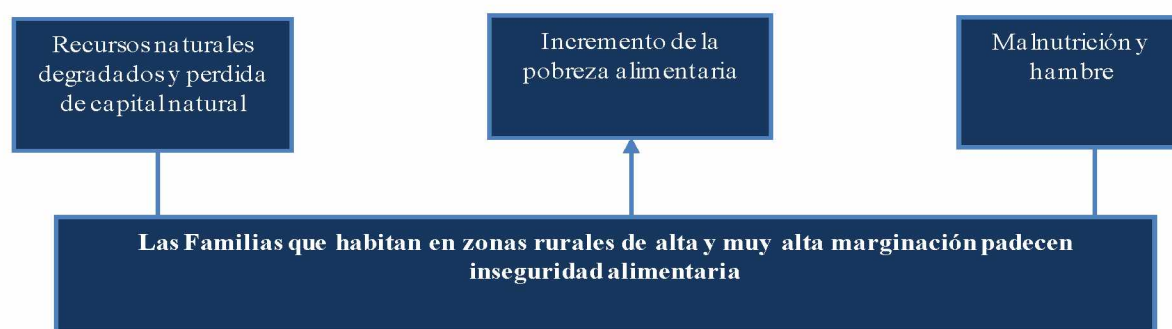 Recursos naturales
degradados y perdida
de capital natural
Incremento de la
pobreza alimentaria
Malnutrición y
hambre
Las Familias que habitan en zonas rurales de alta y muy alta marginación padecen
inseguridad alimentaria